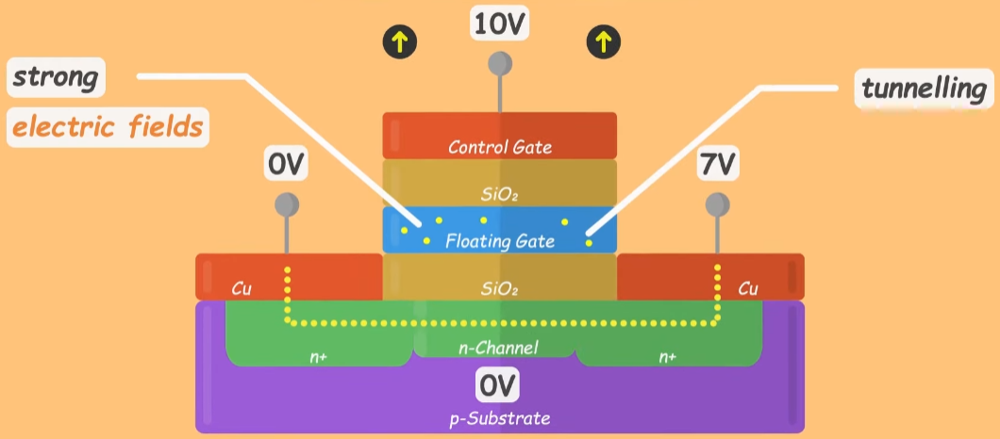 10V
strong
electric fields
tunnelling
0V
7V
Control Gate
SiO₂
Floating Gate
Cu
SiO₂
Cu
n+
n-Channel
n+
0V
p-Substrate